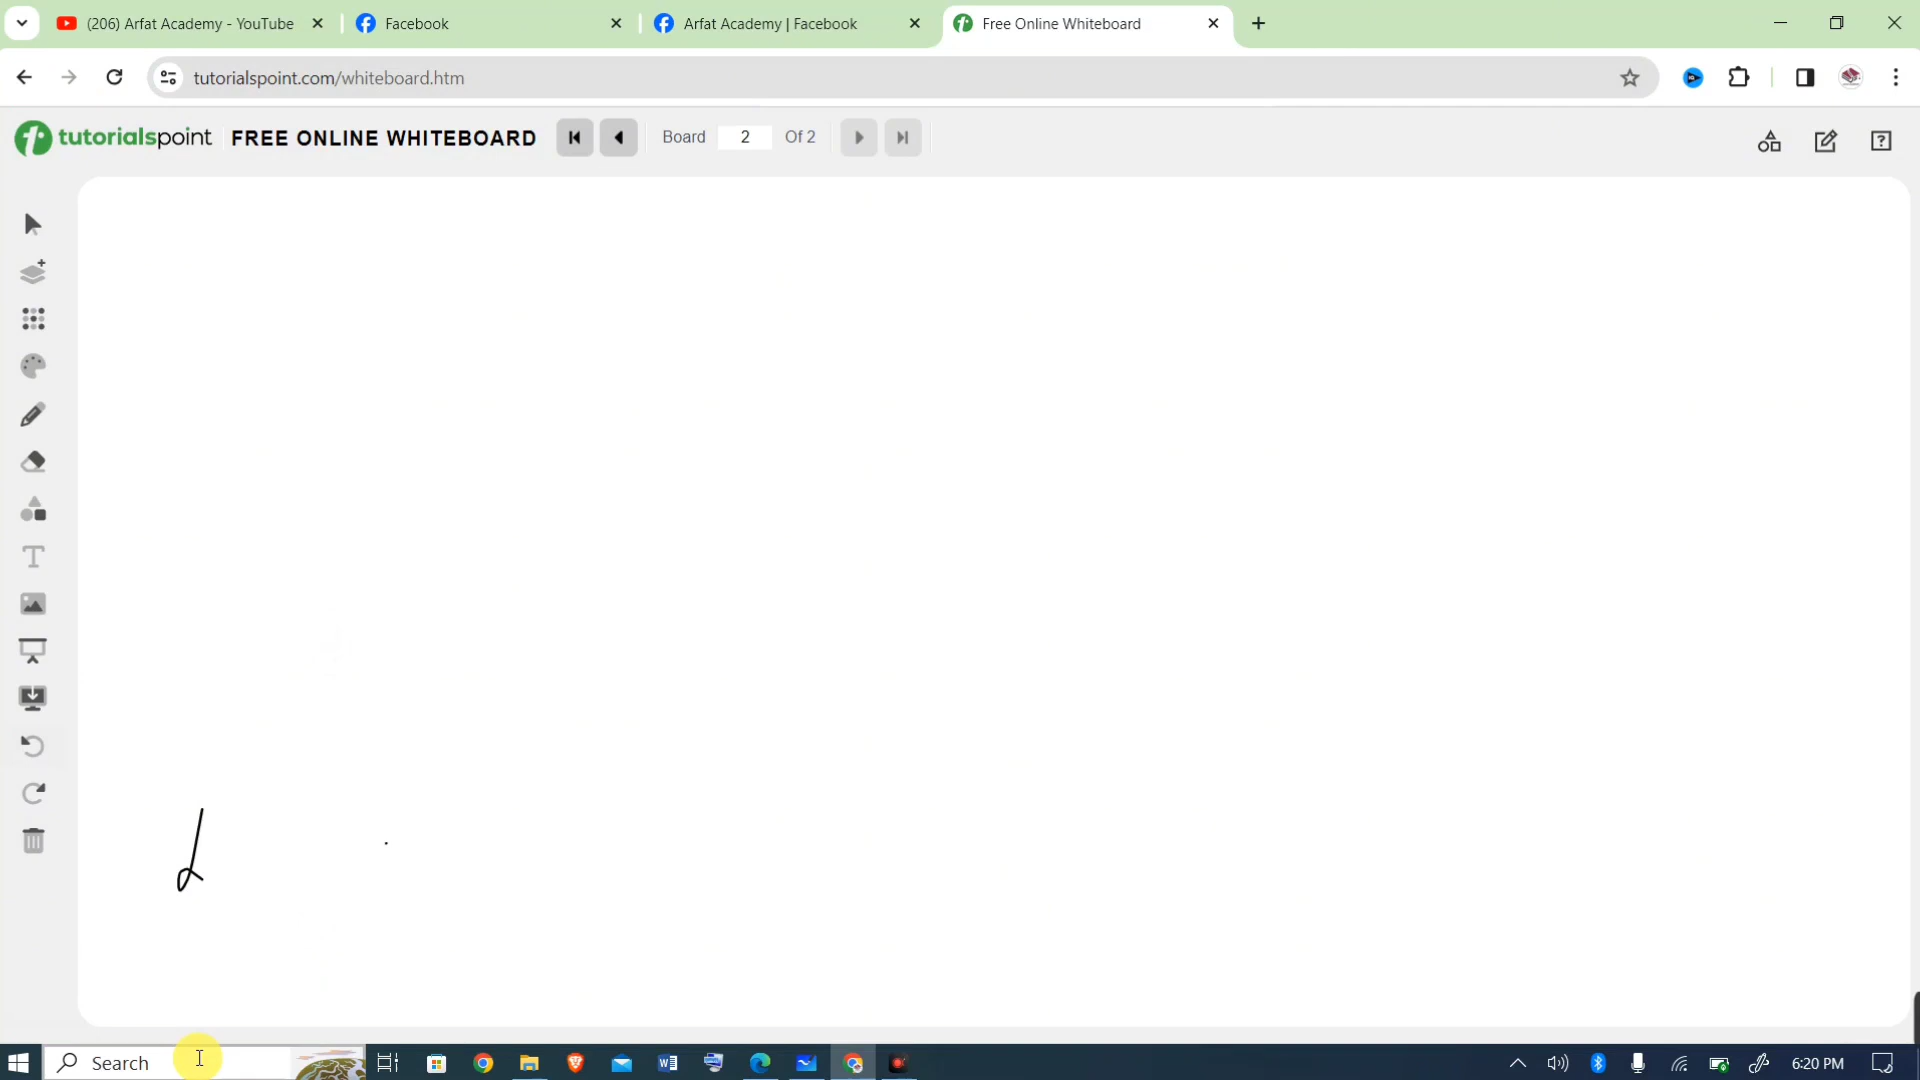 (206) Arfat Academy - YouTube
Facebook
Arfat Academy | Facebook
Free Online Whiteboard
tutorialspoint.com/whiteboard.htm
tutorialspoint FREE ONLINE WHITEBOARD Board 2 Of 2
Search
6:20 PM